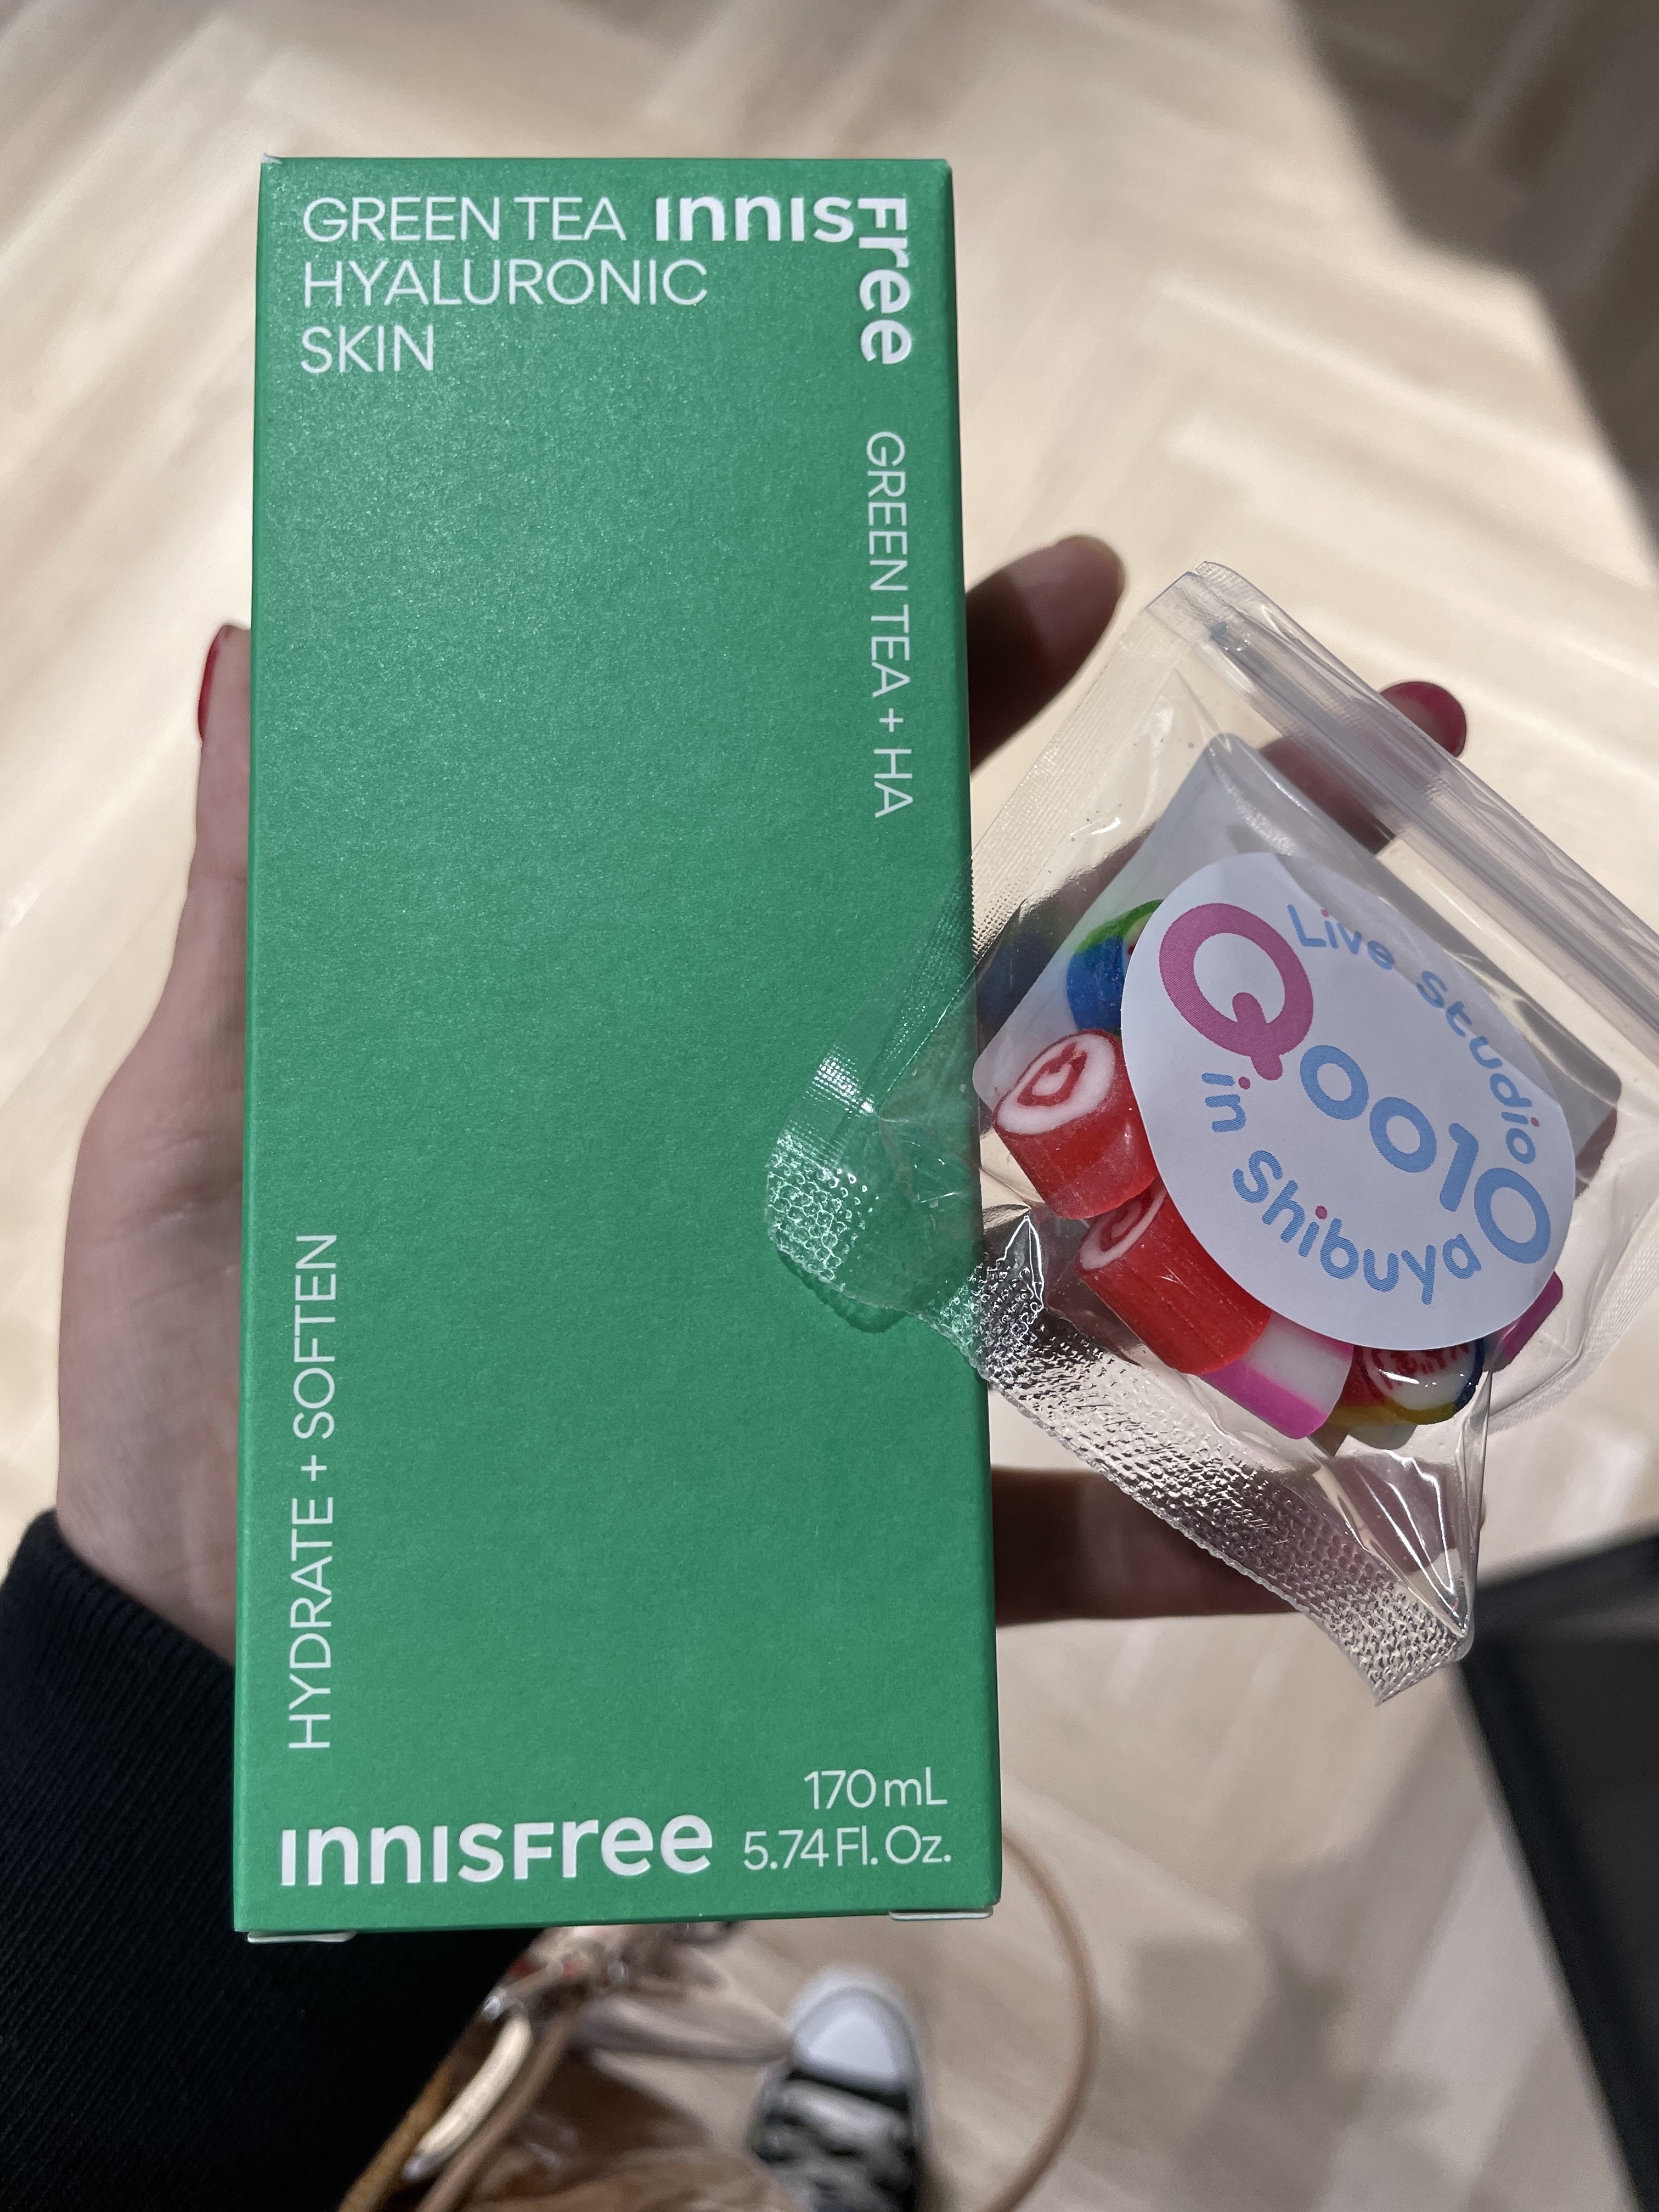 GREEN TEA
HYALURONIC
SKIN
INNISFree
GREEN TEA + HA
HYDRATE + SOFTEN
INNISFree
170 mL
5.74 Fl. Oz.
Live Studio
Qoo10
in Shibuya